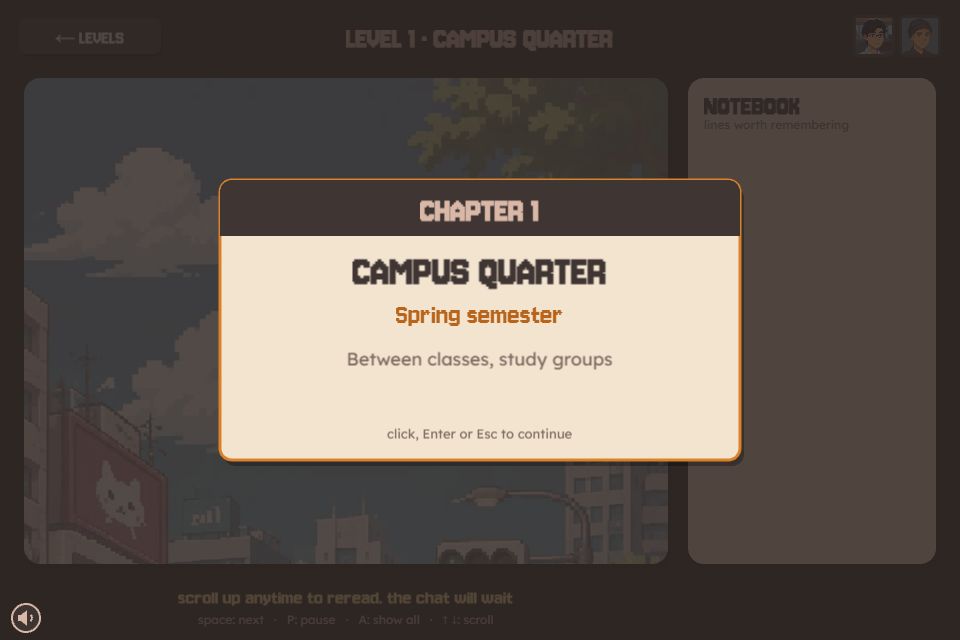 ← LEVELS
LEVEL 1 · CAMPUS QUARTER
NOTEBOOK
lines worth remembering
CHAPTER 1
CAMPUS QUARTER
Spring semester
Between classes, study groups
click, Enter or Esc to continue
scroll up anytime to reread. the chat will wait
space: next · P: pause · A: show all · ↑ ↓: scroll